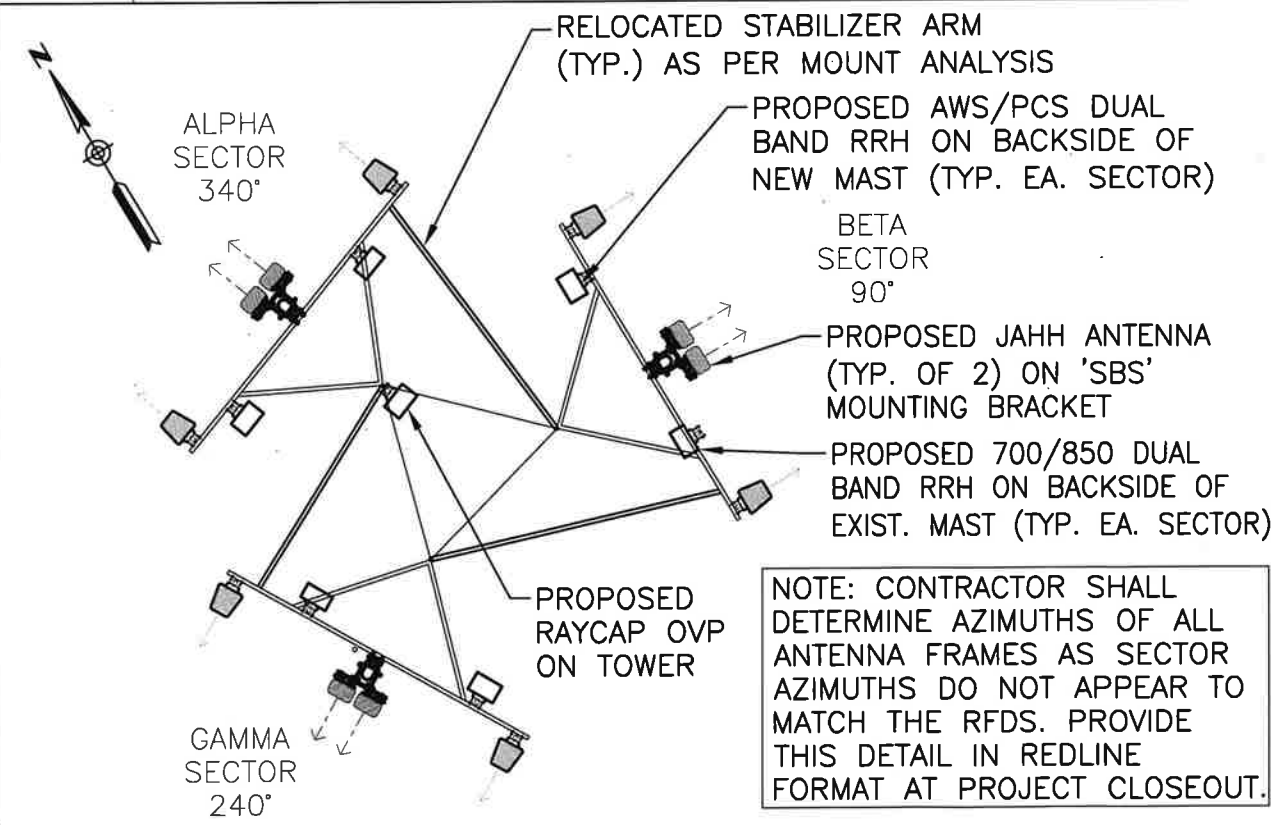 RELOCATED STABILIZER ARM
(TYP.) AS PER MOUNT ANALYSIS
N
ALPHA
SECTOR
340°
PROPOSED AWS/PCS DUAL
BAND RRH ON BACKSIDE OF
NEW MAST (TYP. EA. SECTOR)
BETA
SECTOR
90°
PROPOSED JAHH ANTENNA
(TYP. OF 2) ON 'SBS'
MOUNTING BRACKET
PROPOSED 700/850 DUAL
BAND RRH ON BACKSIDE OF
EXIST. MAST (TYP. EA. SECTOR)
PROPOSED
RAYCAP OVP
ON TOWER
GAMMA
SECTOR
240°
NOTE: CONTRACTOR SHALL
DETERMINE AZIMUTHS OF ALL
ANTENNA FRAMES AS SECTOR
AZIMUTHS DO NOT APPEAR TO
MATCH THE RFDS. PROVIDE
THIS DETAIL IN REDLINE
FORMAT AT PROJECT CLOSEOUT.